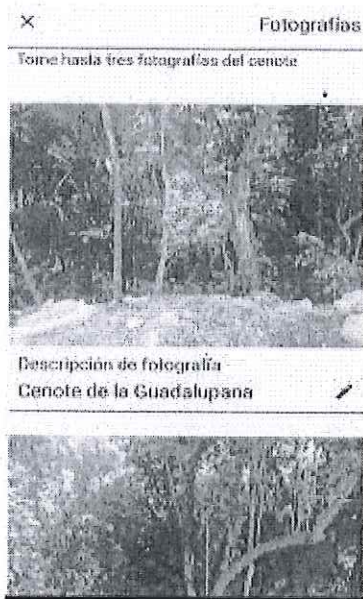 × Fotografías
Tome hasta tres fotografías del cenote
Descripción de fotografía
Cenote de la Guadalupana